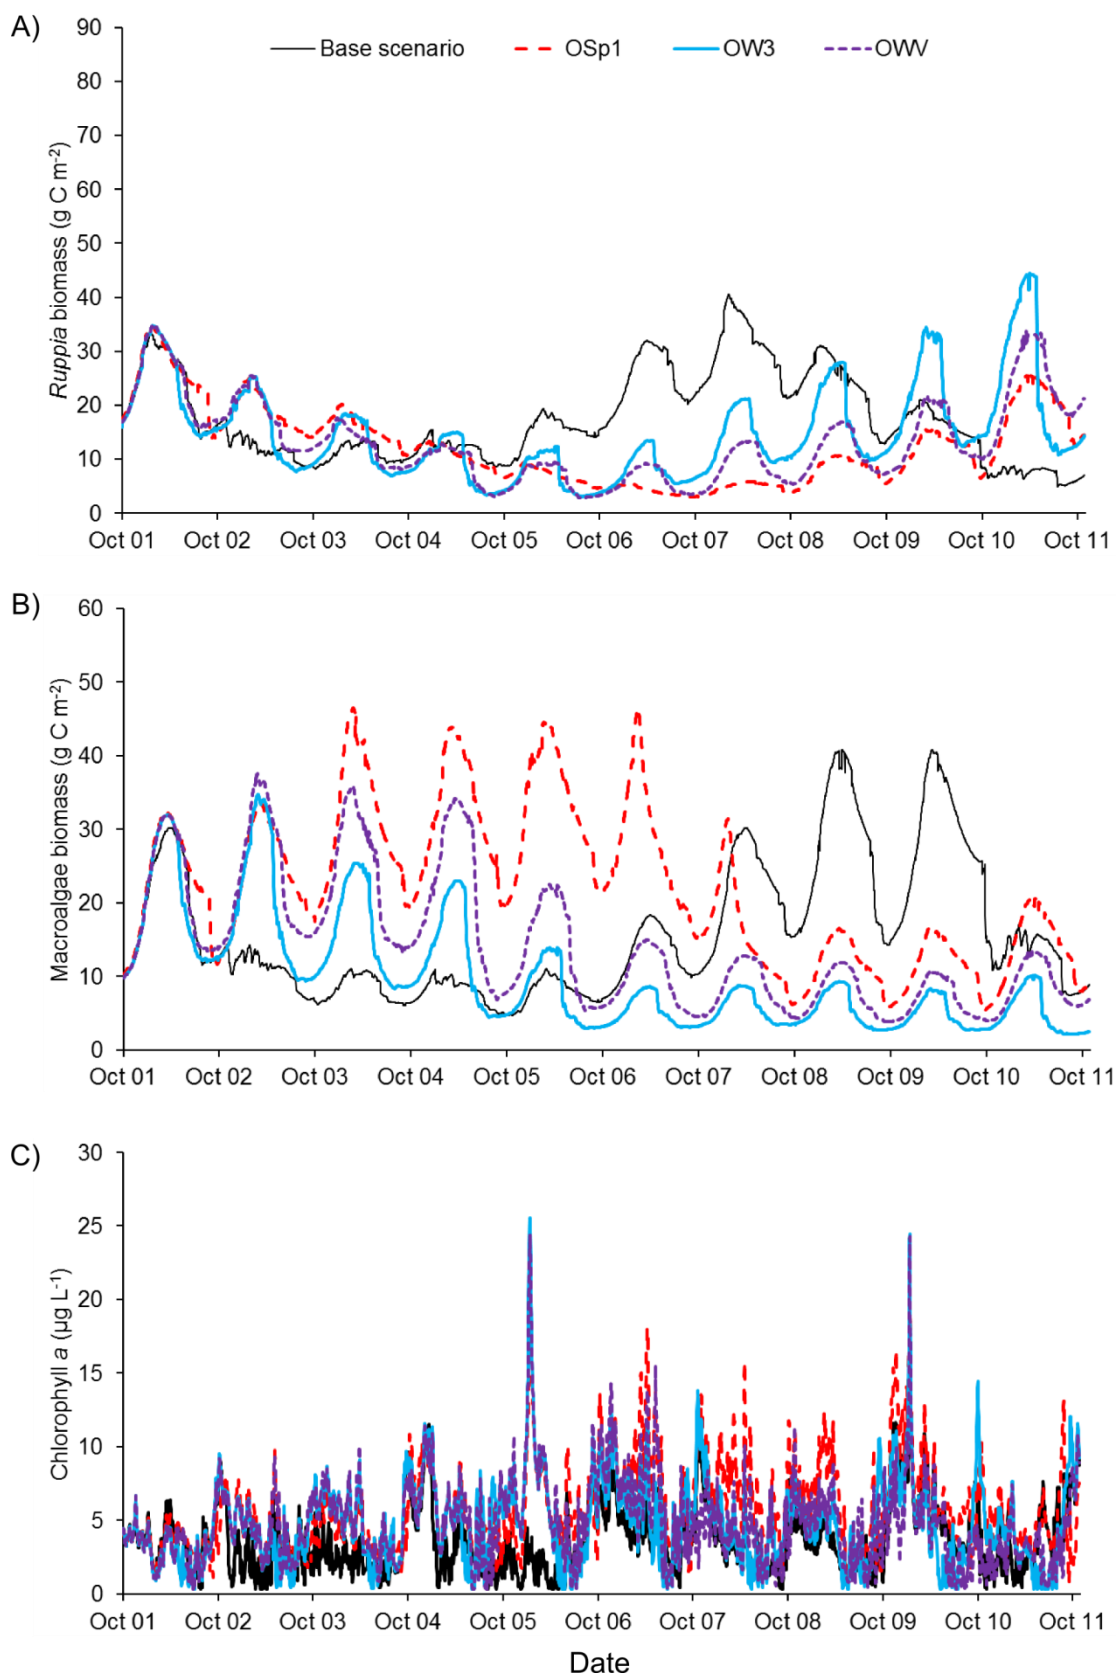 A)
Base scenario OSp1 OW3 OWV
Ruppia biomass (g C m-2)
90
80
70
60
50
40
30
20
10
0
Oct 01 Oct 02 Oct 03 Oct 04 Oct 05 Oct 06 Oct 07 Oct 08 Oct 09 Oct 10 Oct 11
B)
Macroalgae biomass (g C m-2)
60
50
40
30
20
10
0
Oct 01 Oct 02 Oct 03 Oct 04 Oct 05 Oct 06 Oct 07 Oct 08 Oct 09 Oct 10 Oct 11
C)
Chlorophyll a (µg L-1)
30
25
20
15
10
5
0
Oct 01 Oct 02 Oct 03 Oct 04 Oct 05 Oct 06 Oct 07 Oct 08 Oct 09 Oct 10 Oct 11
Date